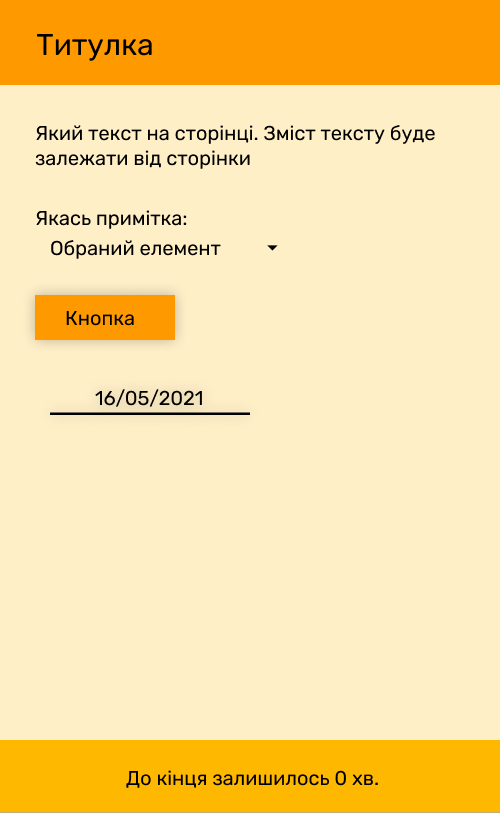 Титулка
Який текст на сторінці. Зміст тексту буде
залежати від сторінки
Якась примітка:
Обраний елемент
Кнопка
16/05/2021
До кінця залишилось 0 хв.